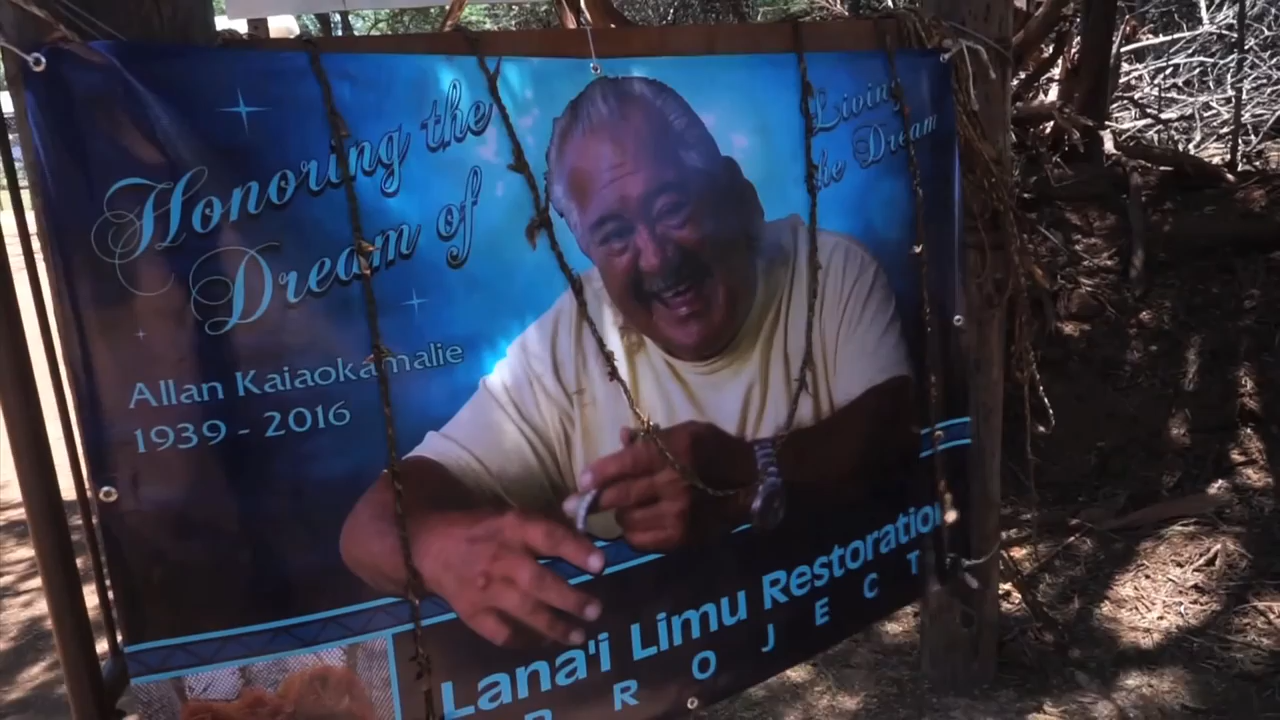 Honoring the
Dream of
Allan Kaiaokamalie
1939 - 2016
Living
the Dream
Lana'i Limu Restoration
PROJECT